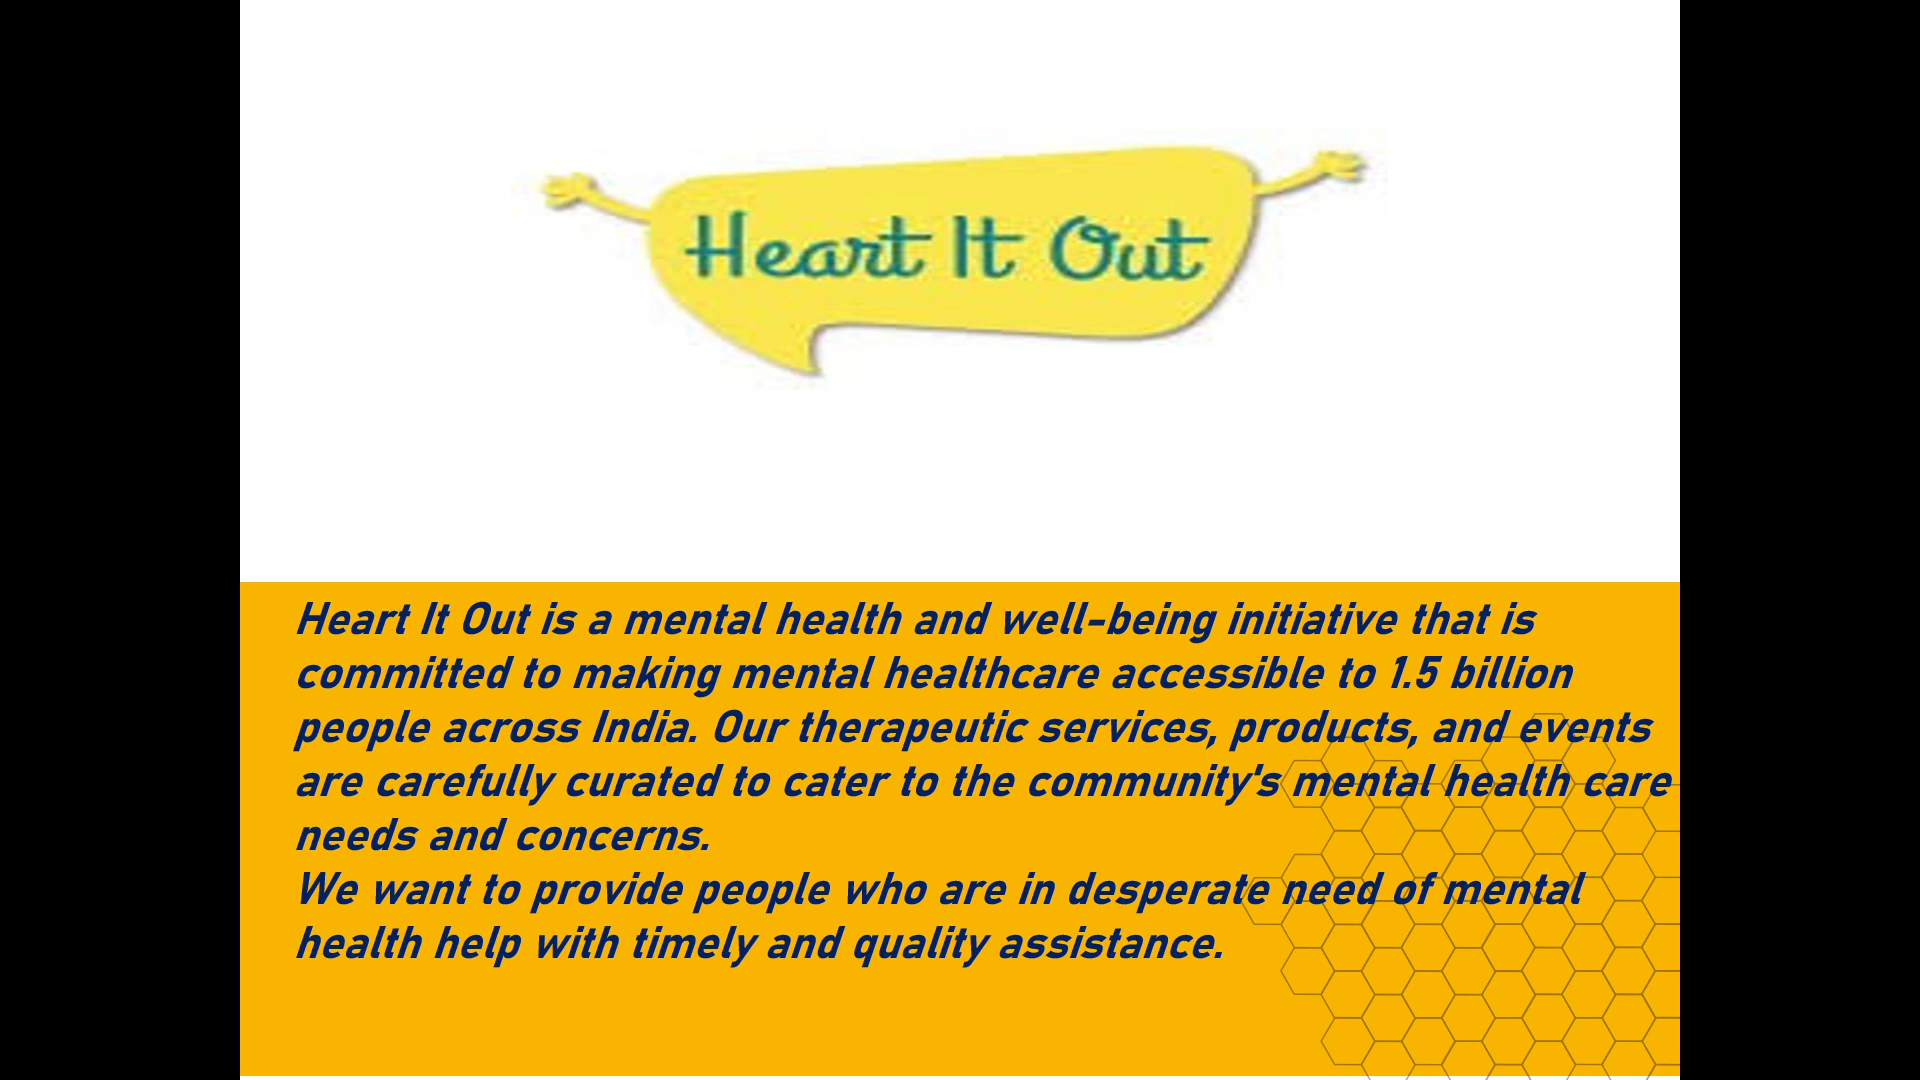 Heart It Out
Heart It Out is a mental health and well-being initiative that is
committed to making mental healthcare accessible to 1.5 billion
people across India. Our therapeutic services, products, and events
are carefully curated to cater to the community's mental health care
needs and concerns.
We want to provide people who are in desperate need of mental
health help with timely and quality assistance.